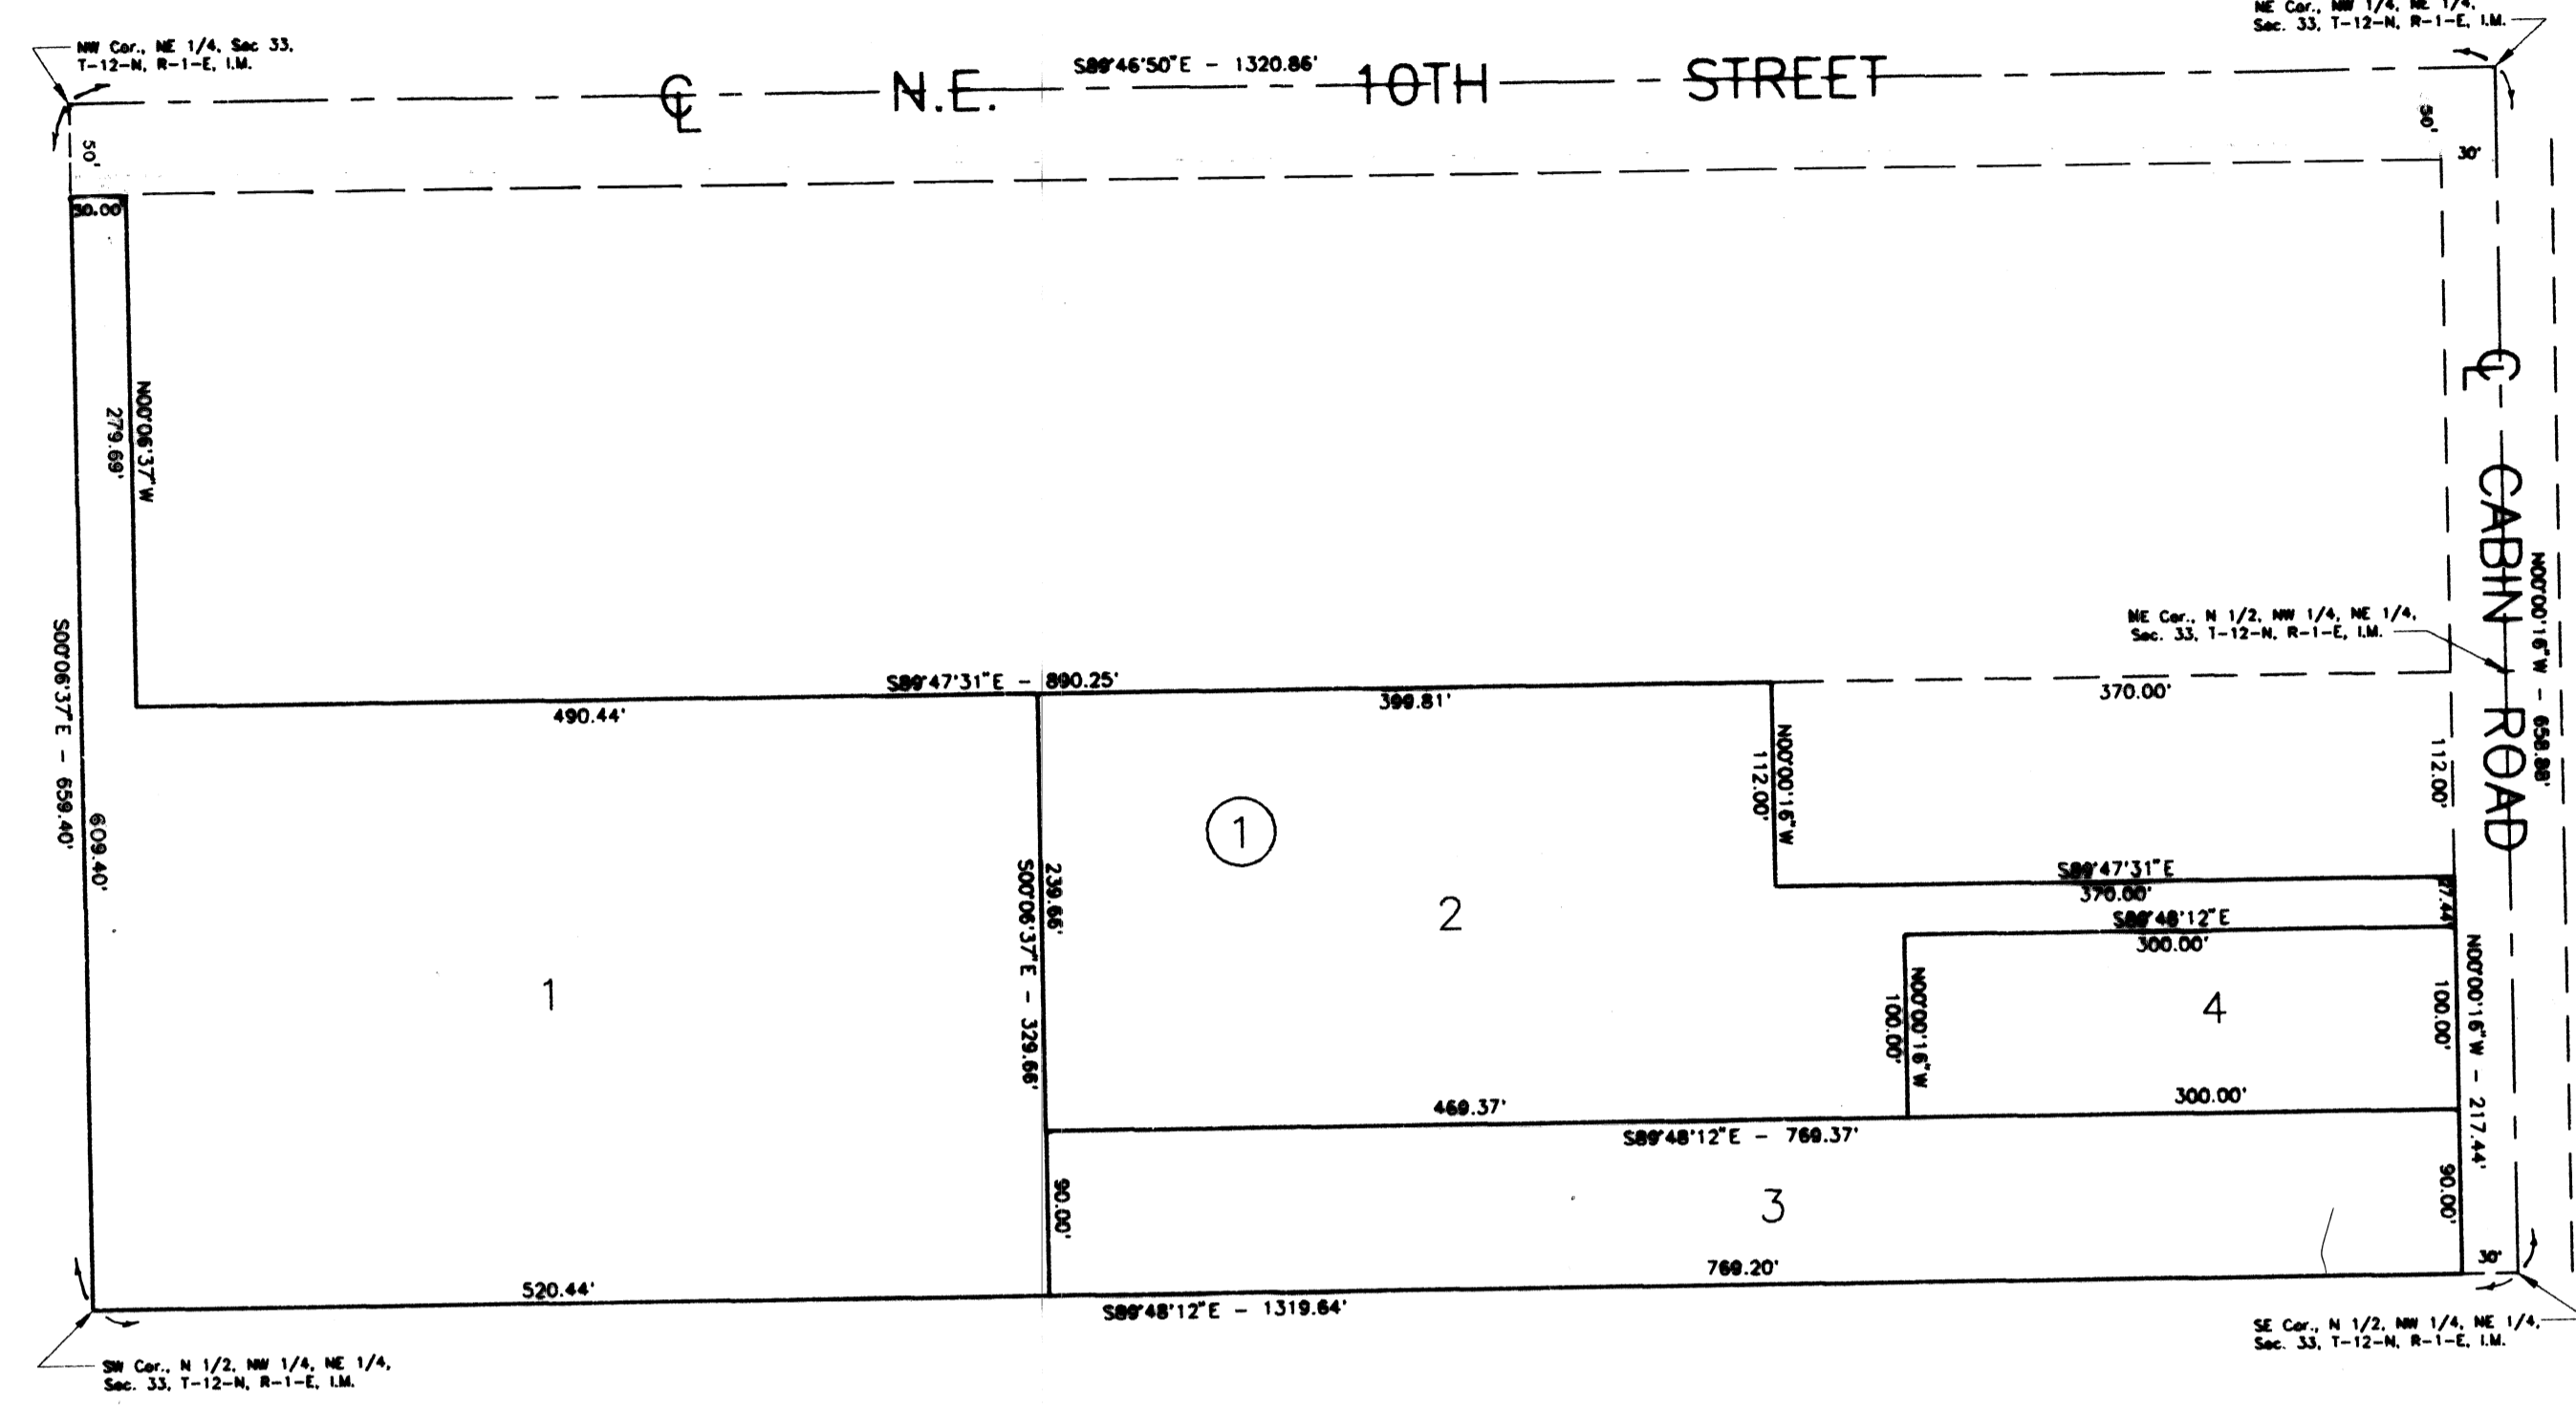 NE Cor., NW 1/4, NE 1/4,
Sec. 33, T-12-N, R-1-E, I.M.
NW Cor., NE 1/4, Sec 33,
T-12-N, R-1-E, I.M.
S89°46'50"E - 1320.86'
℄ N.E. 10TH STREET
50'
50'
30'
30.00'
N00°06'37"W
279.69'
℄ CABIN ROAD
N00°00'16"W - 658.88'
NE Cor., N 1/2, NW 1/4, NE 1/4,
Sec. 33, T-12-N, R-1-E, I.M.
S00°06'37"E - 659.40'
609.40'
S89°47'31"E - 890.25'
490.44'
399.81'
370.00'
N00°00'16"W
112.00'
112.00'
1
239.66'
S00°06'37"E - 329.66'
2
S89°47'31"E
370.00'
S89°48'12"E
300.00'
N00°00'16"W
100.00'
4
100.00'
N00°00'16"W - 217.44'
1
469.37'
300.00'
S89°48'12"E - 769.37'
90.00'
3
90.00'
30'
520.44'
769.20'
S89°48'12"E - 1319.64'
SE Cor., N 1/2, NW 1/4, NE 1/4,
Sec. 33, T-12-N, R-1-E, I.M.
SW Cor., N 1/2, NW 1/4, NE 1/4,
Sec. 33, T-12-N, R-1-E, I.M.